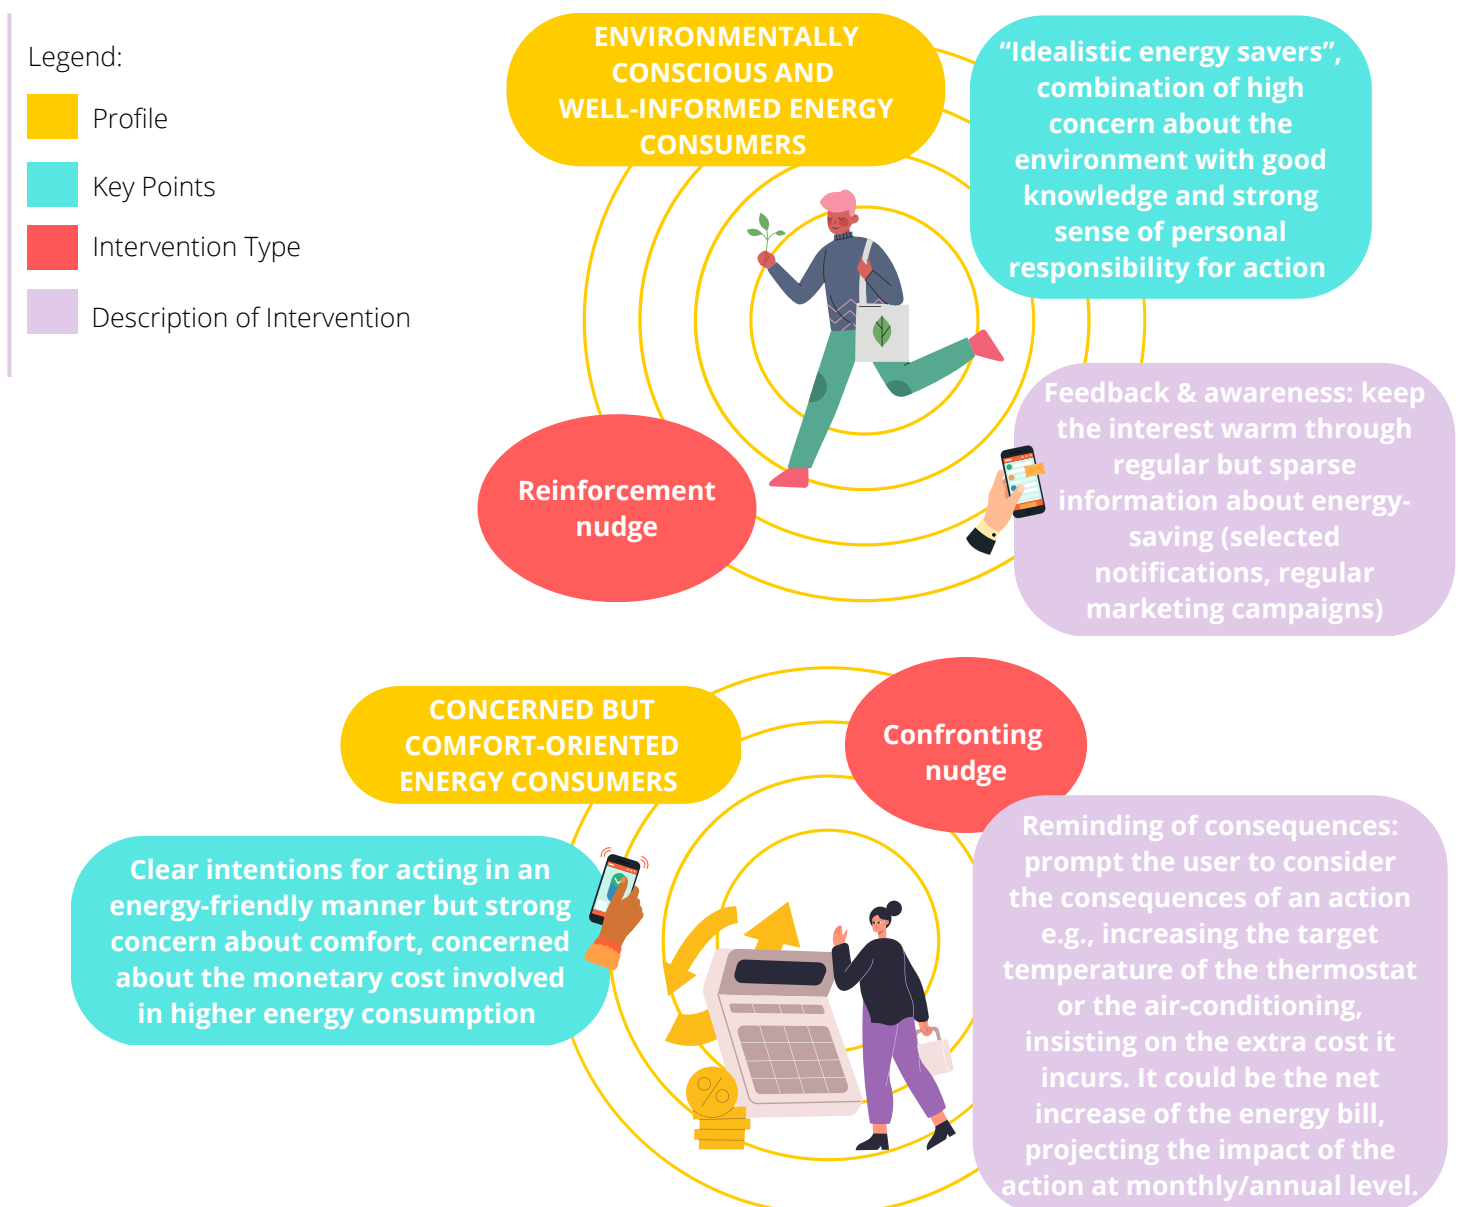 Legend:
Profile
Key Points
Intervention Type
Description of Intervention
ENVIRONMENTALLY
CONSCIOUS AND
WELL-INFORMED ENERGY
CONSUMERS
“Idealistic energy savers”,
combination of high
concern about the
environment with good
knowledge and strong
sense of personal
responsibility for action
Reinforcement
nudge
Feedback & awareness: keep
the interest warm through
regular but sparse
information about energy-
saving (selected
notifications, regular
marketing campaigns)
CONCERNED BUT
COMFORT-ORIENTED
ENERGY CONSUMERS
Confronting
nudge
Clear intentions for acting in an
energy-friendly manner but strong
concern about comfort, concerned
about the monetary cost involved
in higher energy consumption
Reminding of consequences:
prompt the user to consider
the consequences of an action
e.g., increasing the target
temperature of the thermostat
or the air-conditioning,
insisting on the extra cost it
incurs. It could be the net
increase of the energy bill,
projecting the impact of the
action at monthly/annual level.
%